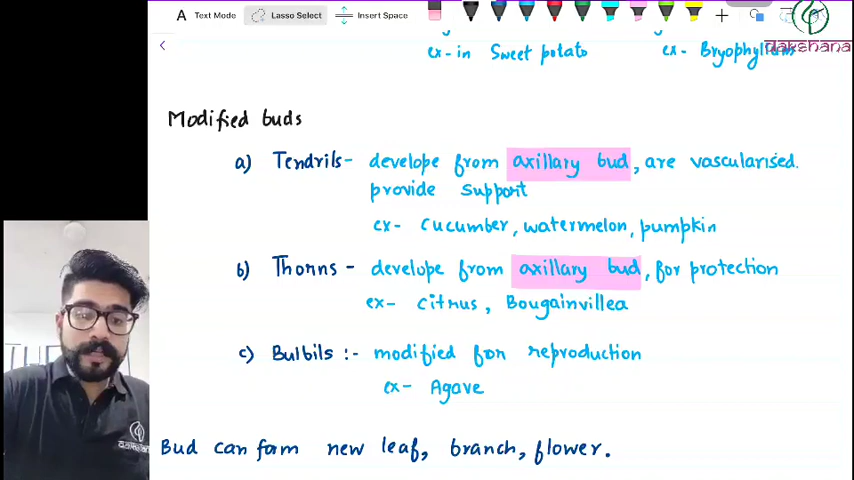 A Text Mode Lasso Select Insert Space
dakshana
ex- in Sweet potato ex- Bryophyllum
Modified buds
a) Tendrils- develope from axillary bud, are vascularised.
provide support
ex- Cucumber, watermelon, pumpkin
b) Thorns - develope from axillary bud, for protection
ex- Citrus, Bougainvillea
c) Bulbils :- modified for reproduction
ex- Agave
Bud can form new leaf, branch, flower.